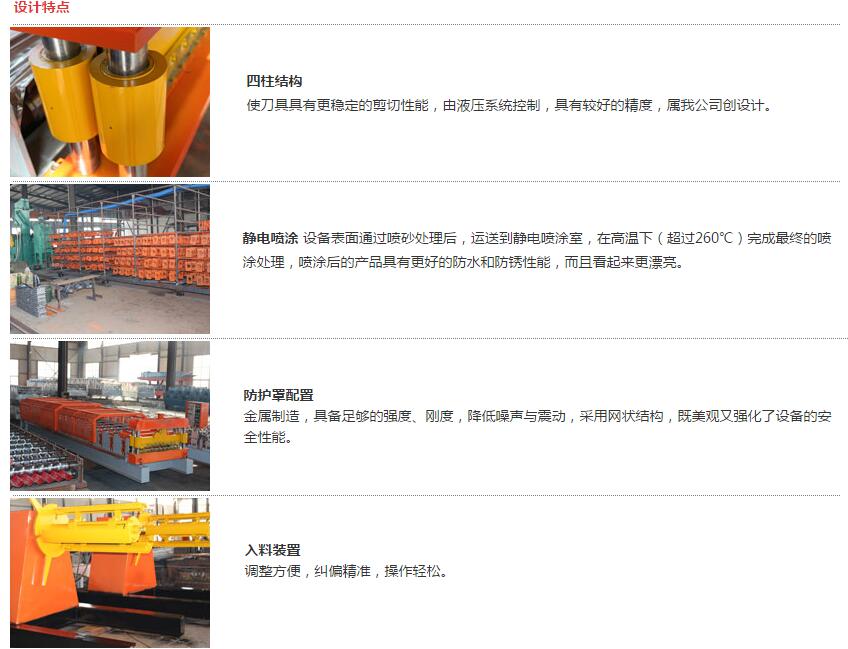 设计特点
四柱结构
使刀具具有更稳定的剪切性能，由液压系统控制，具有较好的精度，属我公司创设计。
静电喷涂 设备表面通过喷砂处理后，运送到静电喷涂室，在高温下（超过260℃）完成最终的喷
涂处理，喷涂后的产品具有更好的防水和防锈性能，而且看起来更漂亮。
防护罩配置
金属制造，具备足够的强度、刚度，降低噪声与震动，采用网状结构，既美观又强化了设备的安
全性能。
入料装置
调整方便，纠偏精准，操作轻松。